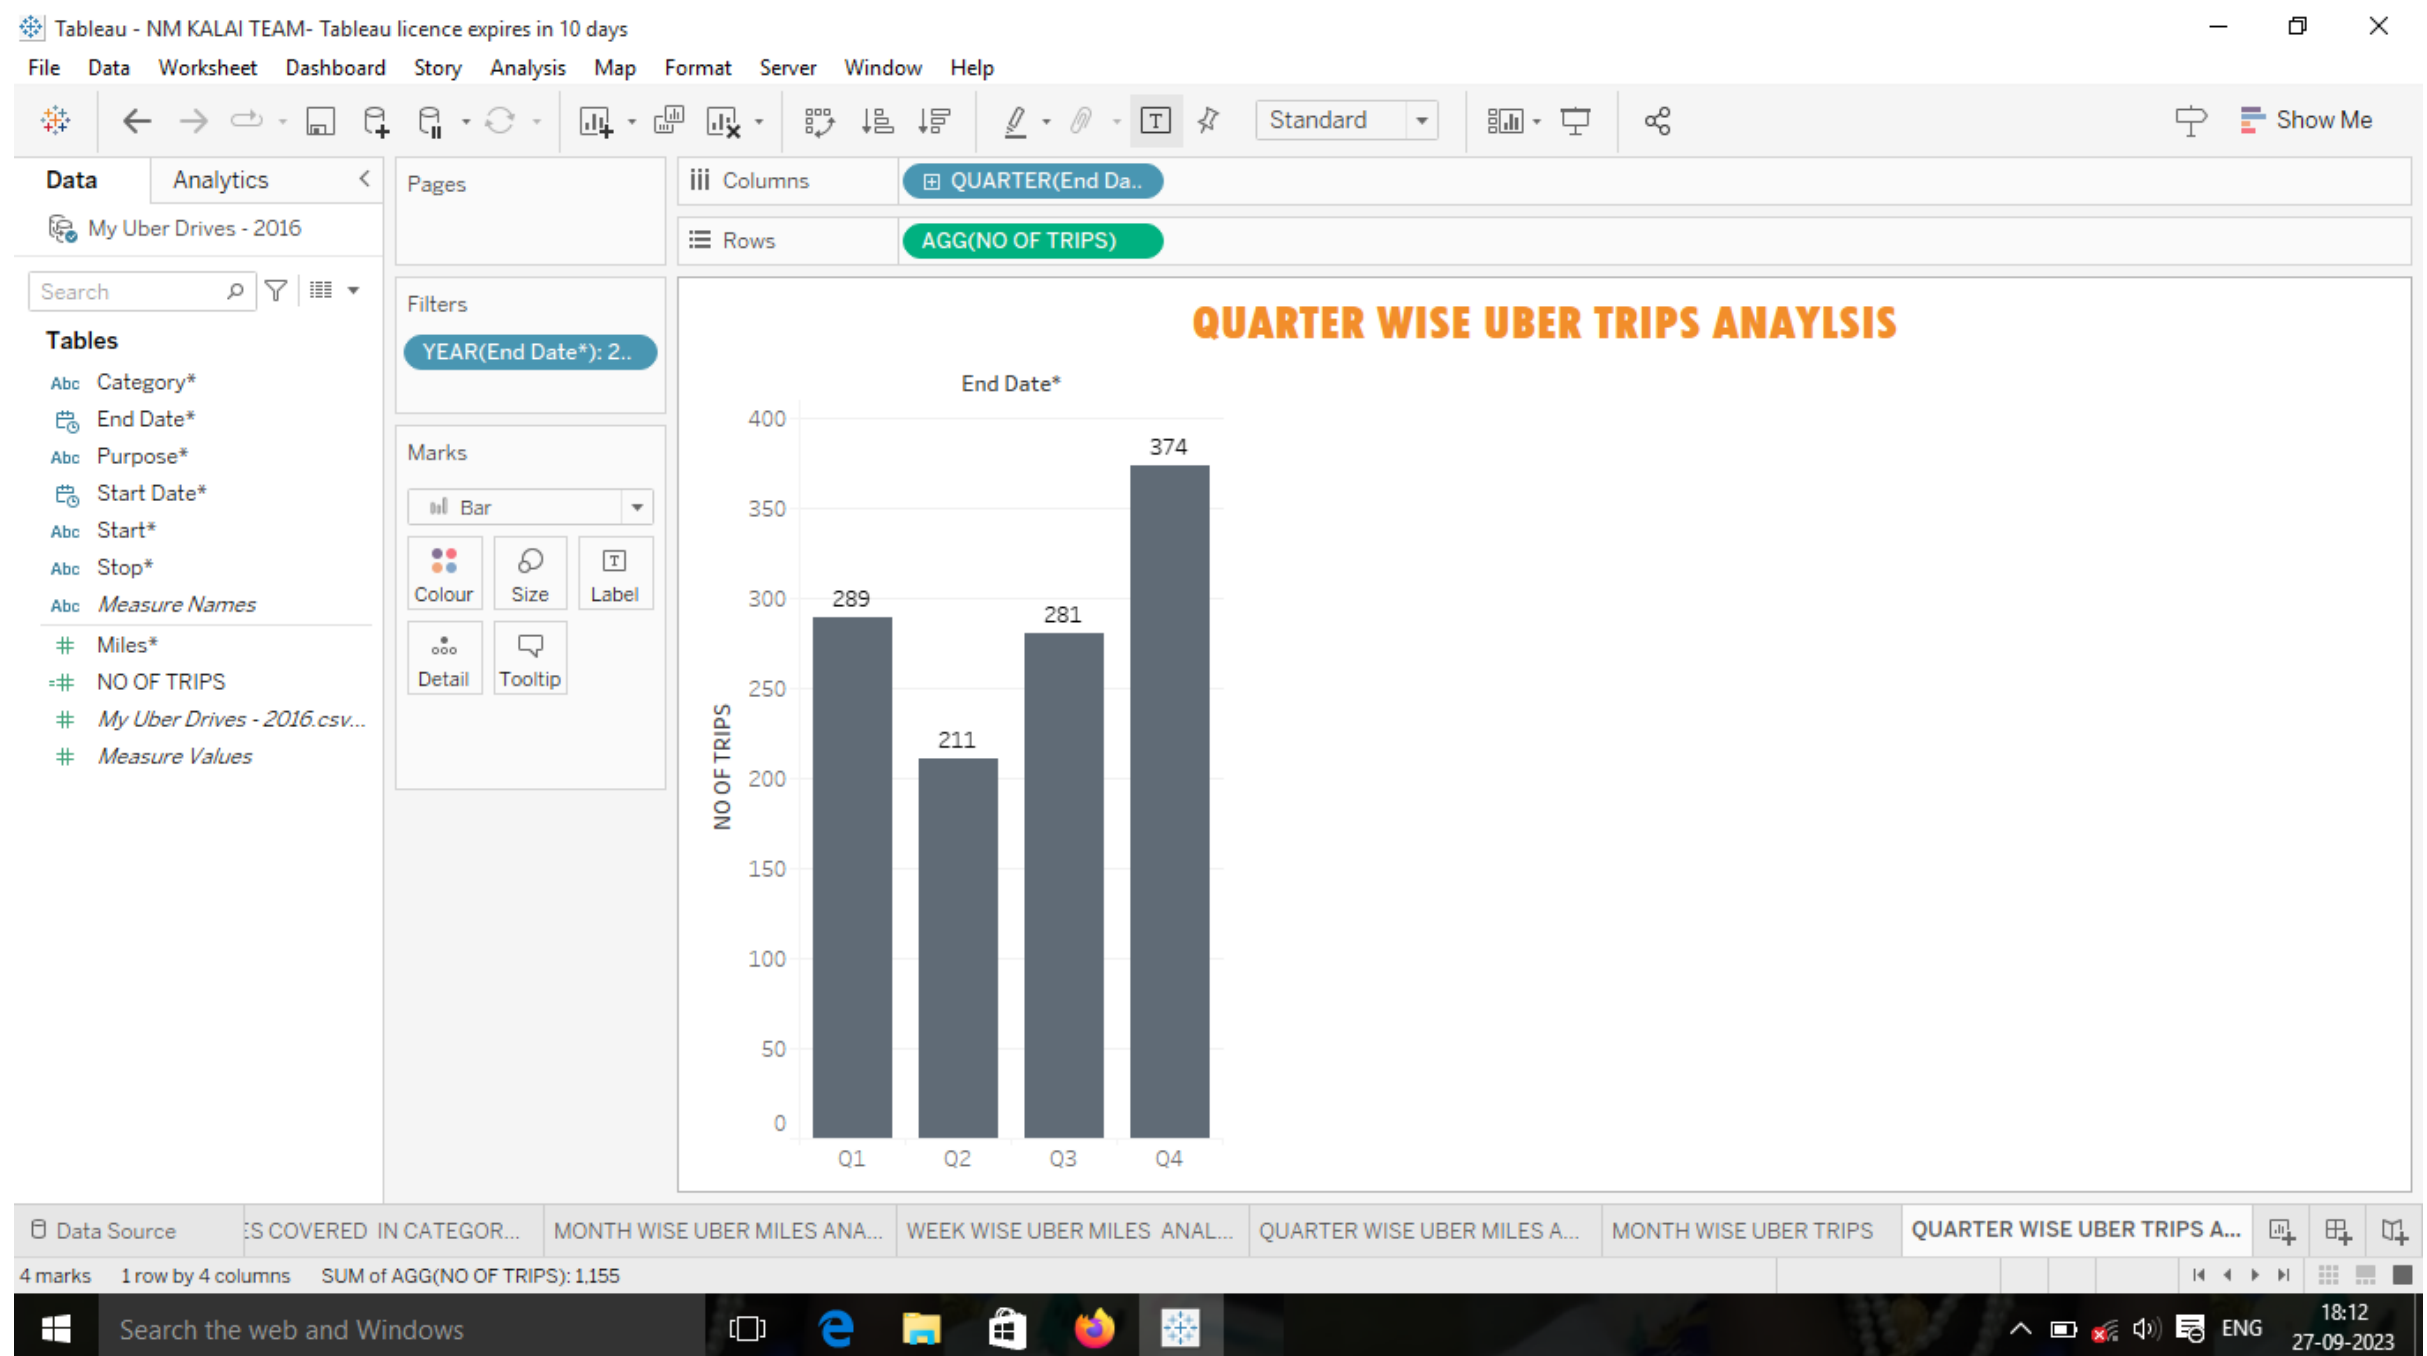 Tableau - NM KALAI TEAM- Tableau licence expires in 10 days
File Data Worksheet Dashboard Story Analysis Map Format Server Window Help
Standard
Show Me
Data Analytics
My Uber Drives - 2016
Search
Tables
Abc Category*
End Date*
Abc Purpose*
Start Date*
Abc Start*
Abc Stop*
Abc Measure Names
Miles*
NO OF TRIPS
My Uber Drives - 2016.csv...
Measure Values
Pages
Filters
YEAR(End Date*): 2..
Marks
Bar
Colour Size Label
Detail Tooltip
Columns QUARTER(End Da..
Rows AGG(NO OF TRIPS)
QUARTER WISE UBER TRIPS ANAYLSIS
End Date*
NO OF TRIPS
400
350
300
250
200
150
100
50
0
289
211
281
374
Q1 Q2 Q3 Q4
Data Source ES COVERED IN CATEGOR... MONTH WISE UBER MILES ANA... WEEK WISE UBER MILES ANAL... QUARTER WISE UBER MILES A... MONTH WISE UBER TRIPS QUARTER WISE UBER TRIPS A...
4 marks 1 row by 4 columns SUM of AGG(NO OF TRIPS): 1,155
Search the web and Windows
ENG
18:12
27-09-2023